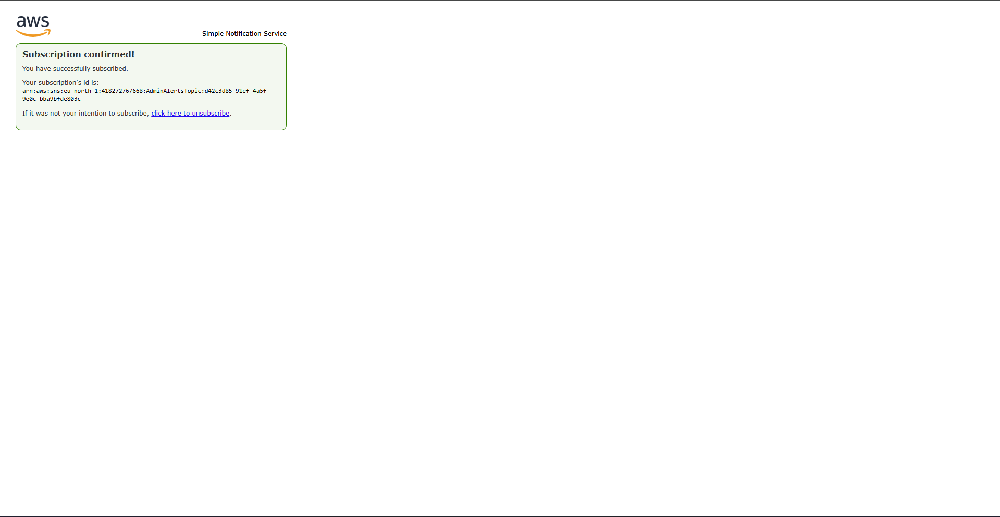 aws
Simple Notification Service
Subscription confirmed!
You have successfully subscribed.
Your subscription's id is:
arn:aws:sns:eu-north-1:418272767668:AdminAlertsTopic:d42c3d85-91ef-4a5f-
9e0c-bba9bfde803c
If it was not your intention to subscribe, click here to unsubscribe.